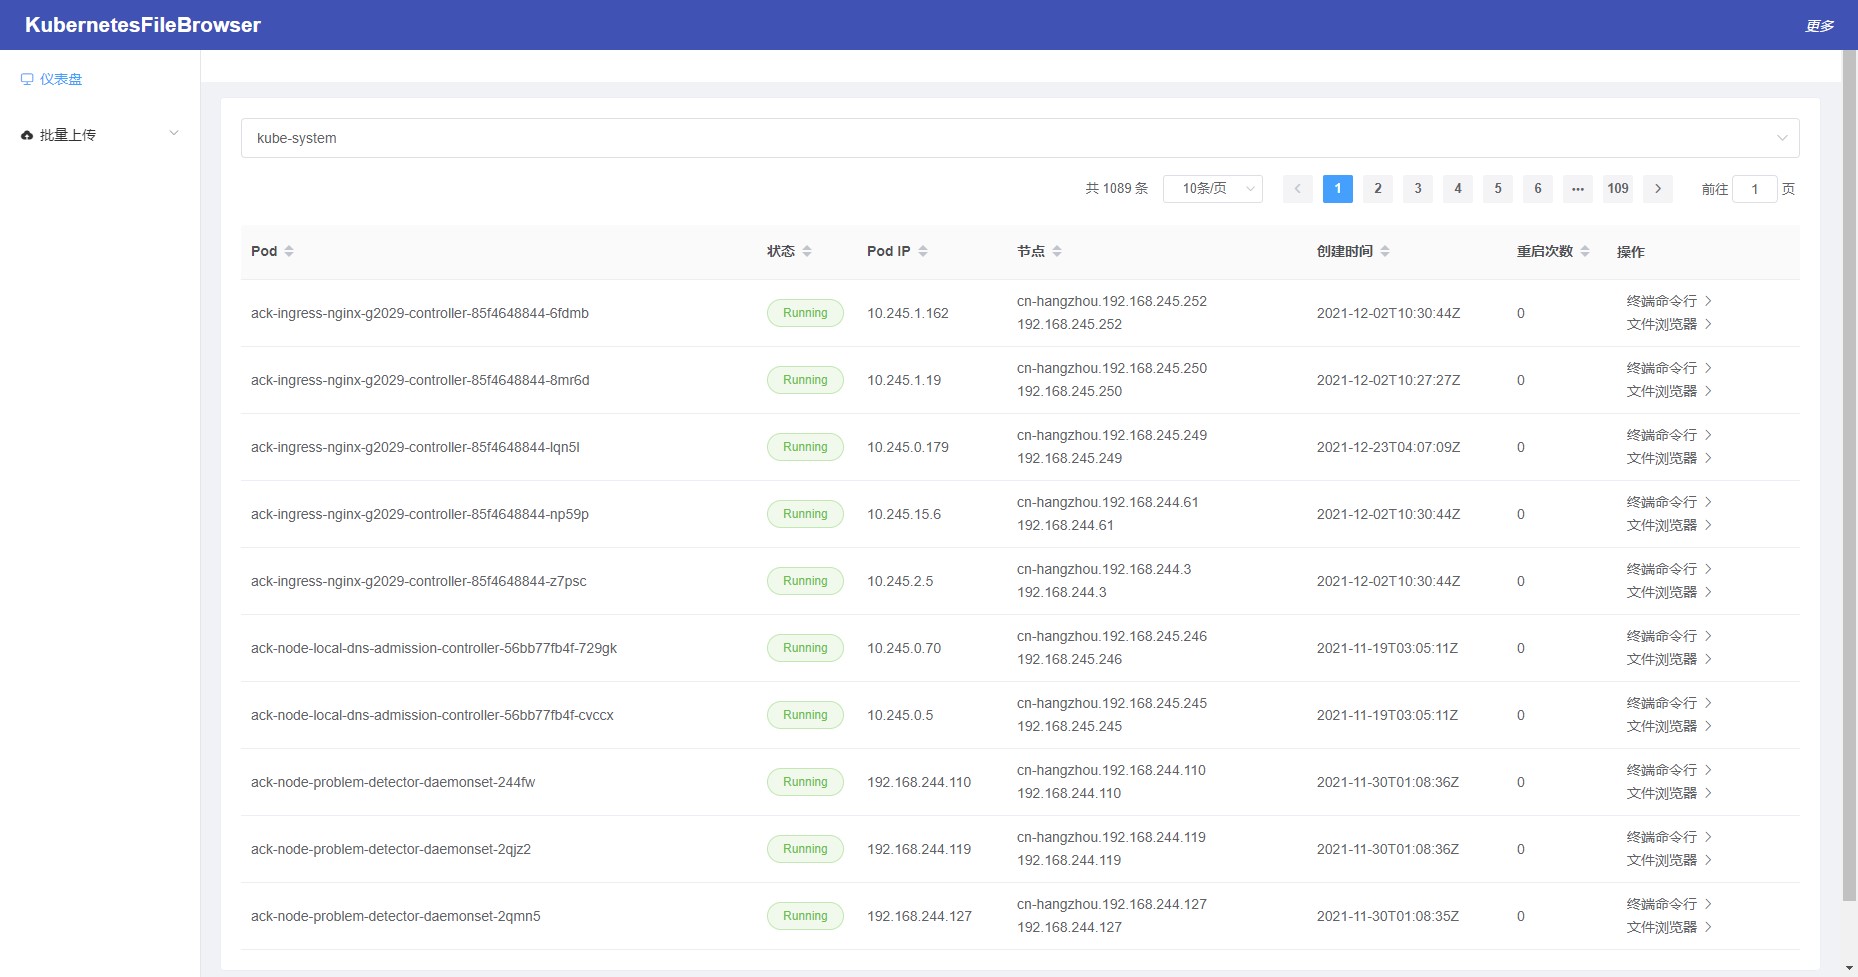 KubernetesFileBrowser
更多
仪表盘
批量上传
kube-system
共 1089 条 10条/页 1 2 3 4 5 6 ••• 109 前往 1 页
Pod 状态 Pod IP 节点 创建时间 重启次数 操作
ack-ingress-nginx-g2029-controller-85f4648844-6fdmb Running 10.245.1.162 cn-hangzhou.192.168.245.252 2021-12-02T10:30:44Z 0 终端命令行
192.168.245.252 文件浏览器
ack-ingress-nginx-g2029-controller-85f4648844-8mr6d Running 10.245.1.19 cn-hangzhou.192.168.245.250 2021-12-02T10:27:27Z 0 终端命令行
192.168.245.250 文件浏览器
ack-ingress-nginx-g2029-controller-85f4648844-lqn5l Running 10.245.0.179 cn-hangzhou.192.168.245.249 2021-12-23T04:07:09Z 0 终端命令行
192.168.245.249 文件浏览器
ack-ingress-nginx-g2029-controller-85f4648844-np59p Running 10.245.15.6 cn-hangzhou.192.168.244.61 2021-12-02T10:30:44Z 0 终端命令行
192.168.244.61 文件浏览器
ack-ingress-nginx-g2029-controller-85f4648844-z7psc Running 10.245.2.5 cn-hangzhou.192.168.244.3 2021-12-02T10:30:44Z 0 终端命令行
192.168.244.3 文件浏览器
ack-node-local-dns-admission-controller-56bb77fb4f-729gk Running 10.245.0.70 cn-hangzhou.192.168.245.246 2021-11-19T03:05:11Z 0 终端命令行
192.168.245.246 文件浏览器
ack-node-local-dns-admission-controller-56bb77fb4f-cvccx Running 10.245.0.5 cn-hangzhou.192.168.245.245 2021-11-19T03:05:11Z 0 终端命令行
192.168.245.245 文件浏览器
ack-node-problem-detector-daemonset-244fw Running 192.168.244.110 cn-hangzhou.192.168.244.110 2021-11-30T01:08:36Z 0 终端命令行
192.168.244.110 文件浏览器
ack-node-problem-detector-daemonset-2qjz2 Running 192.168.244.119 cn-hangzhou.192.168.244.119 2021-11-30T01:08:36Z 0 终端命令行
192.168.244.119 文件浏览器
ack-node-problem-detector-daemonset-2qmn5 Running 192.168.244.127 cn-hangzhou.192.168.244.127 2021-11-30T01:08:35Z 0 终端命令行
192.168.244.127 文件浏览器